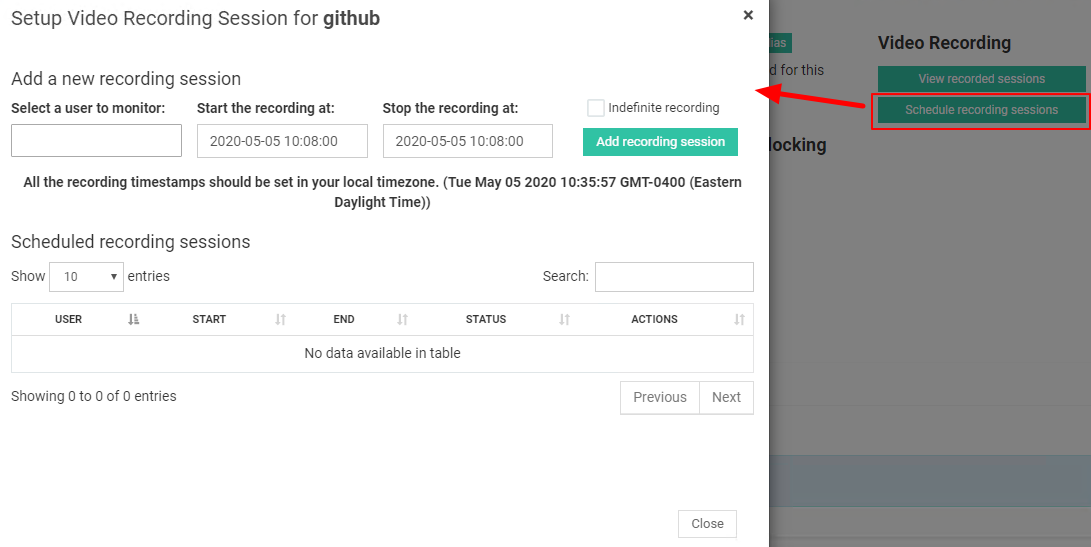 Setup Video Recording Session for github
×
Add a new recording session
Select a user to monitor:
Start the recording at:
Stop the recording at:
Indefinite recording
2020-05-05 10:08:00
2020-05-05 10:08:00
Add recording session
All the recording timestamps should be set in your local timezone. (Tue May 05 2020 10:35:57 GMT-0400 (Eastern
Daylight Time))
Scheduled recording sessions
Show 10 entries
Search:
USER START END STATUS ACTIONS
No data available in table
Showing 0 to 0 of 0 entries
Previous Next
Close
Video Recording
d for this
View recorded sessions
Schedule recording sessions
locking